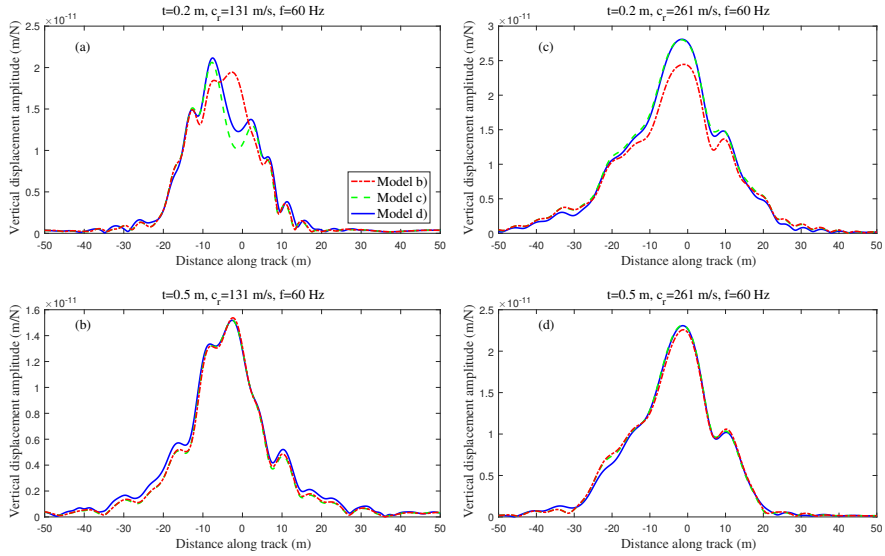 t=0.2 m, c_r=131 m/s, f=60 Hz
×10⁻¹¹
(a)
Vertical displacement amplitude (m/N)
2.5
2
1.5
1
0.5
0
Model b)
Model c)
Model d)
-50 -40 -30 -20 -10 0 10 20 30 40 50
Distance along track (m)
t=0.2 m, c_r=261 m/s, f=60 Hz
×10⁻¹¹
(c)
Vertical displacement amplitude (m/N)
3
2.5
2
1.5
1
0.5
0
-50 -40 -30 -20 -10 0 10 20 30 40 50
Distance along track (m)
t=0.5 m, c_r=131 m/s, f=60 Hz
×10⁻¹¹
(b)
Vertical displacement amplitude (m/N)
1.6
1.4
1.2
1
0.8
0.6
0.4
0.2
0
-50 -40 -30 -20 -10 0 10 20 30 40 50
Distance along track (m)
t=0.5 m, c_r=261 m/s, f=60 Hz
×10⁻¹¹
(d)
Vertical displacement amplitude (m/N)
2.5
2
1.5
1
0.5
0
-50 -40 -30 -20 -10 0 10 20 30 40 50
Distance along track (m)